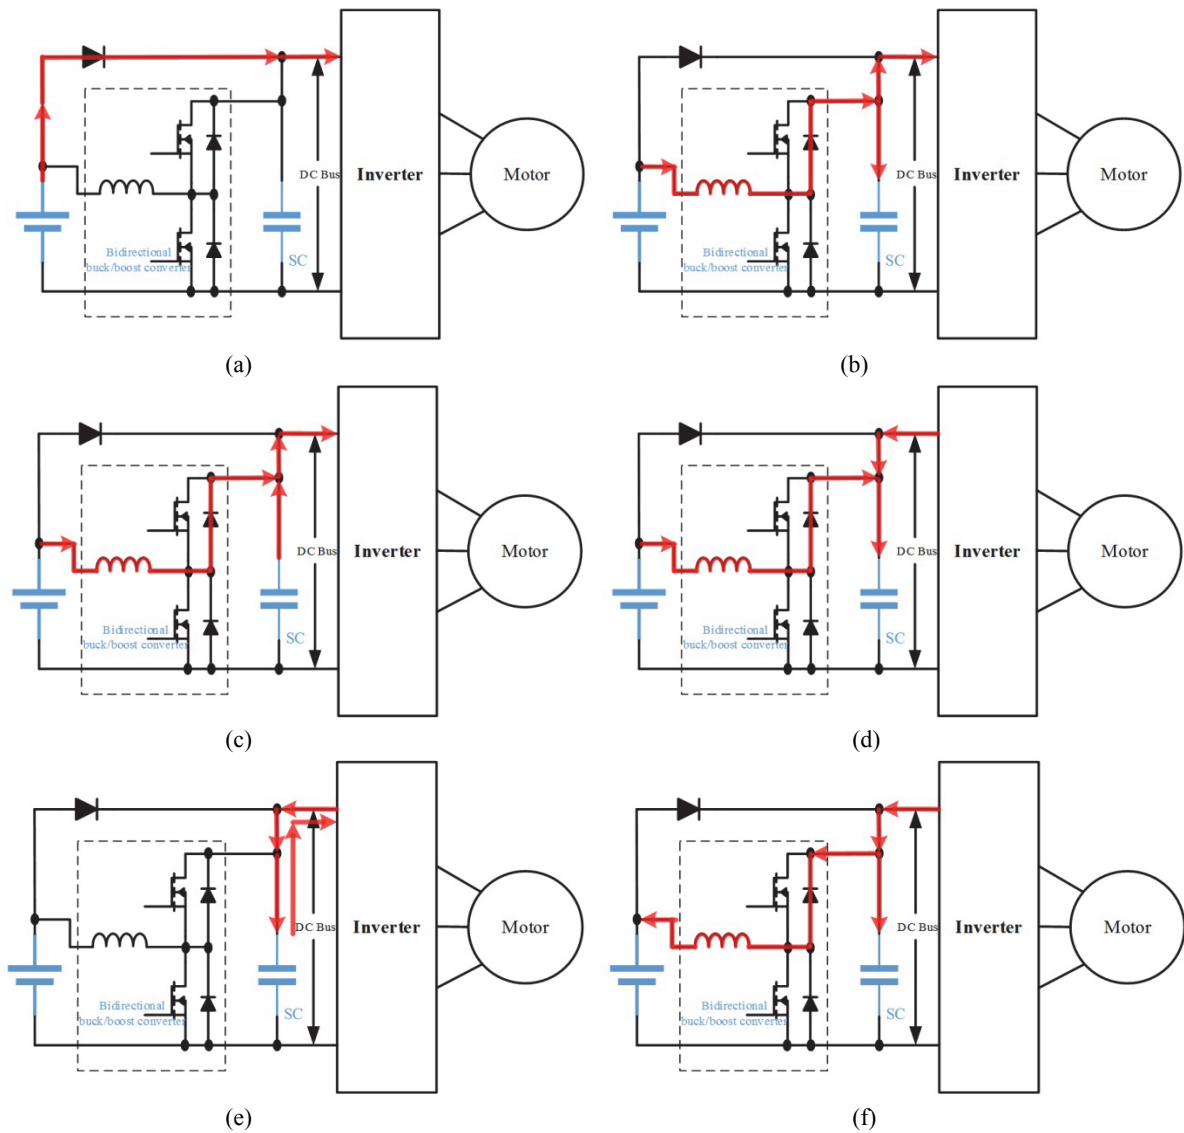 DC Bus
Inverter
Motor
Bidirectional
buck/boost converter
SC
(a)
DC Bus
Inverter
Motor
Bidirectional
buck/boost converter
SC
(b)
DC Bus
Inverter
Motor
Bidirectional
buck/boost converter
SC
(c)
DC Bus
Inverter
Motor
Bidirectional
buck/boost converter
SC
(d)
DC Bus
Inverter
Motor
Bidirectional
buck/boost converter
SC
(e)
DC Bus
Inverter
Motor
Bidirectional
buck/boost converter
SC
(f)